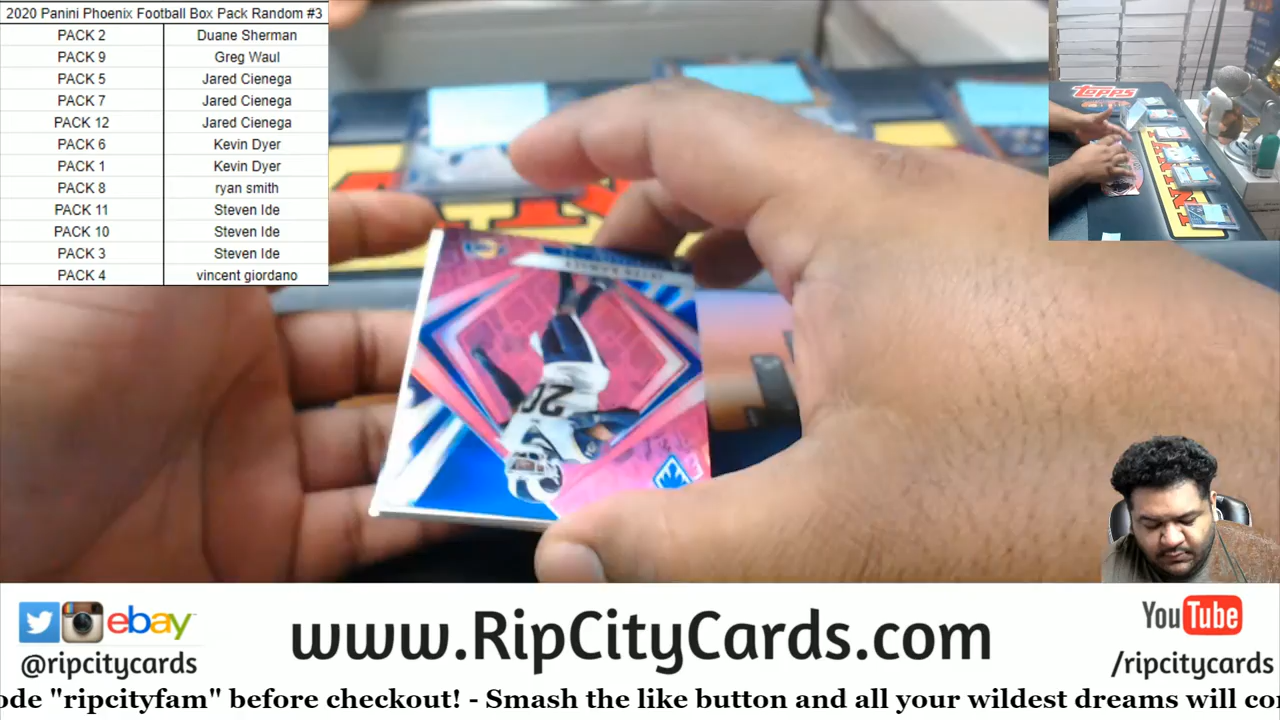 2020 Panini Phoenix Football Box Pack Random #3
PACK 2 Duane Sherman
PACK 9 Greg Waul
PACK 5 Jared Cienega
PACK 7 Jared Cienega
PACK 12 Jared Cienega
PACK 6 Kevin Dyer
PACK 1 Kevin Dyer
PACK 8 ryan smith
PACK 11 Steven Ide
PACK 10 Steven Ide
PACK 3 Steven Ide
PACK 4 vincent giordano
TOPPS
PANINI
20
ebay
@ripcitycards
www.RipCityCards.com
YouTube
/ripcitycards
ode "ripcityfam" before checkout! - Smash the like button and all your wildest dreams will co